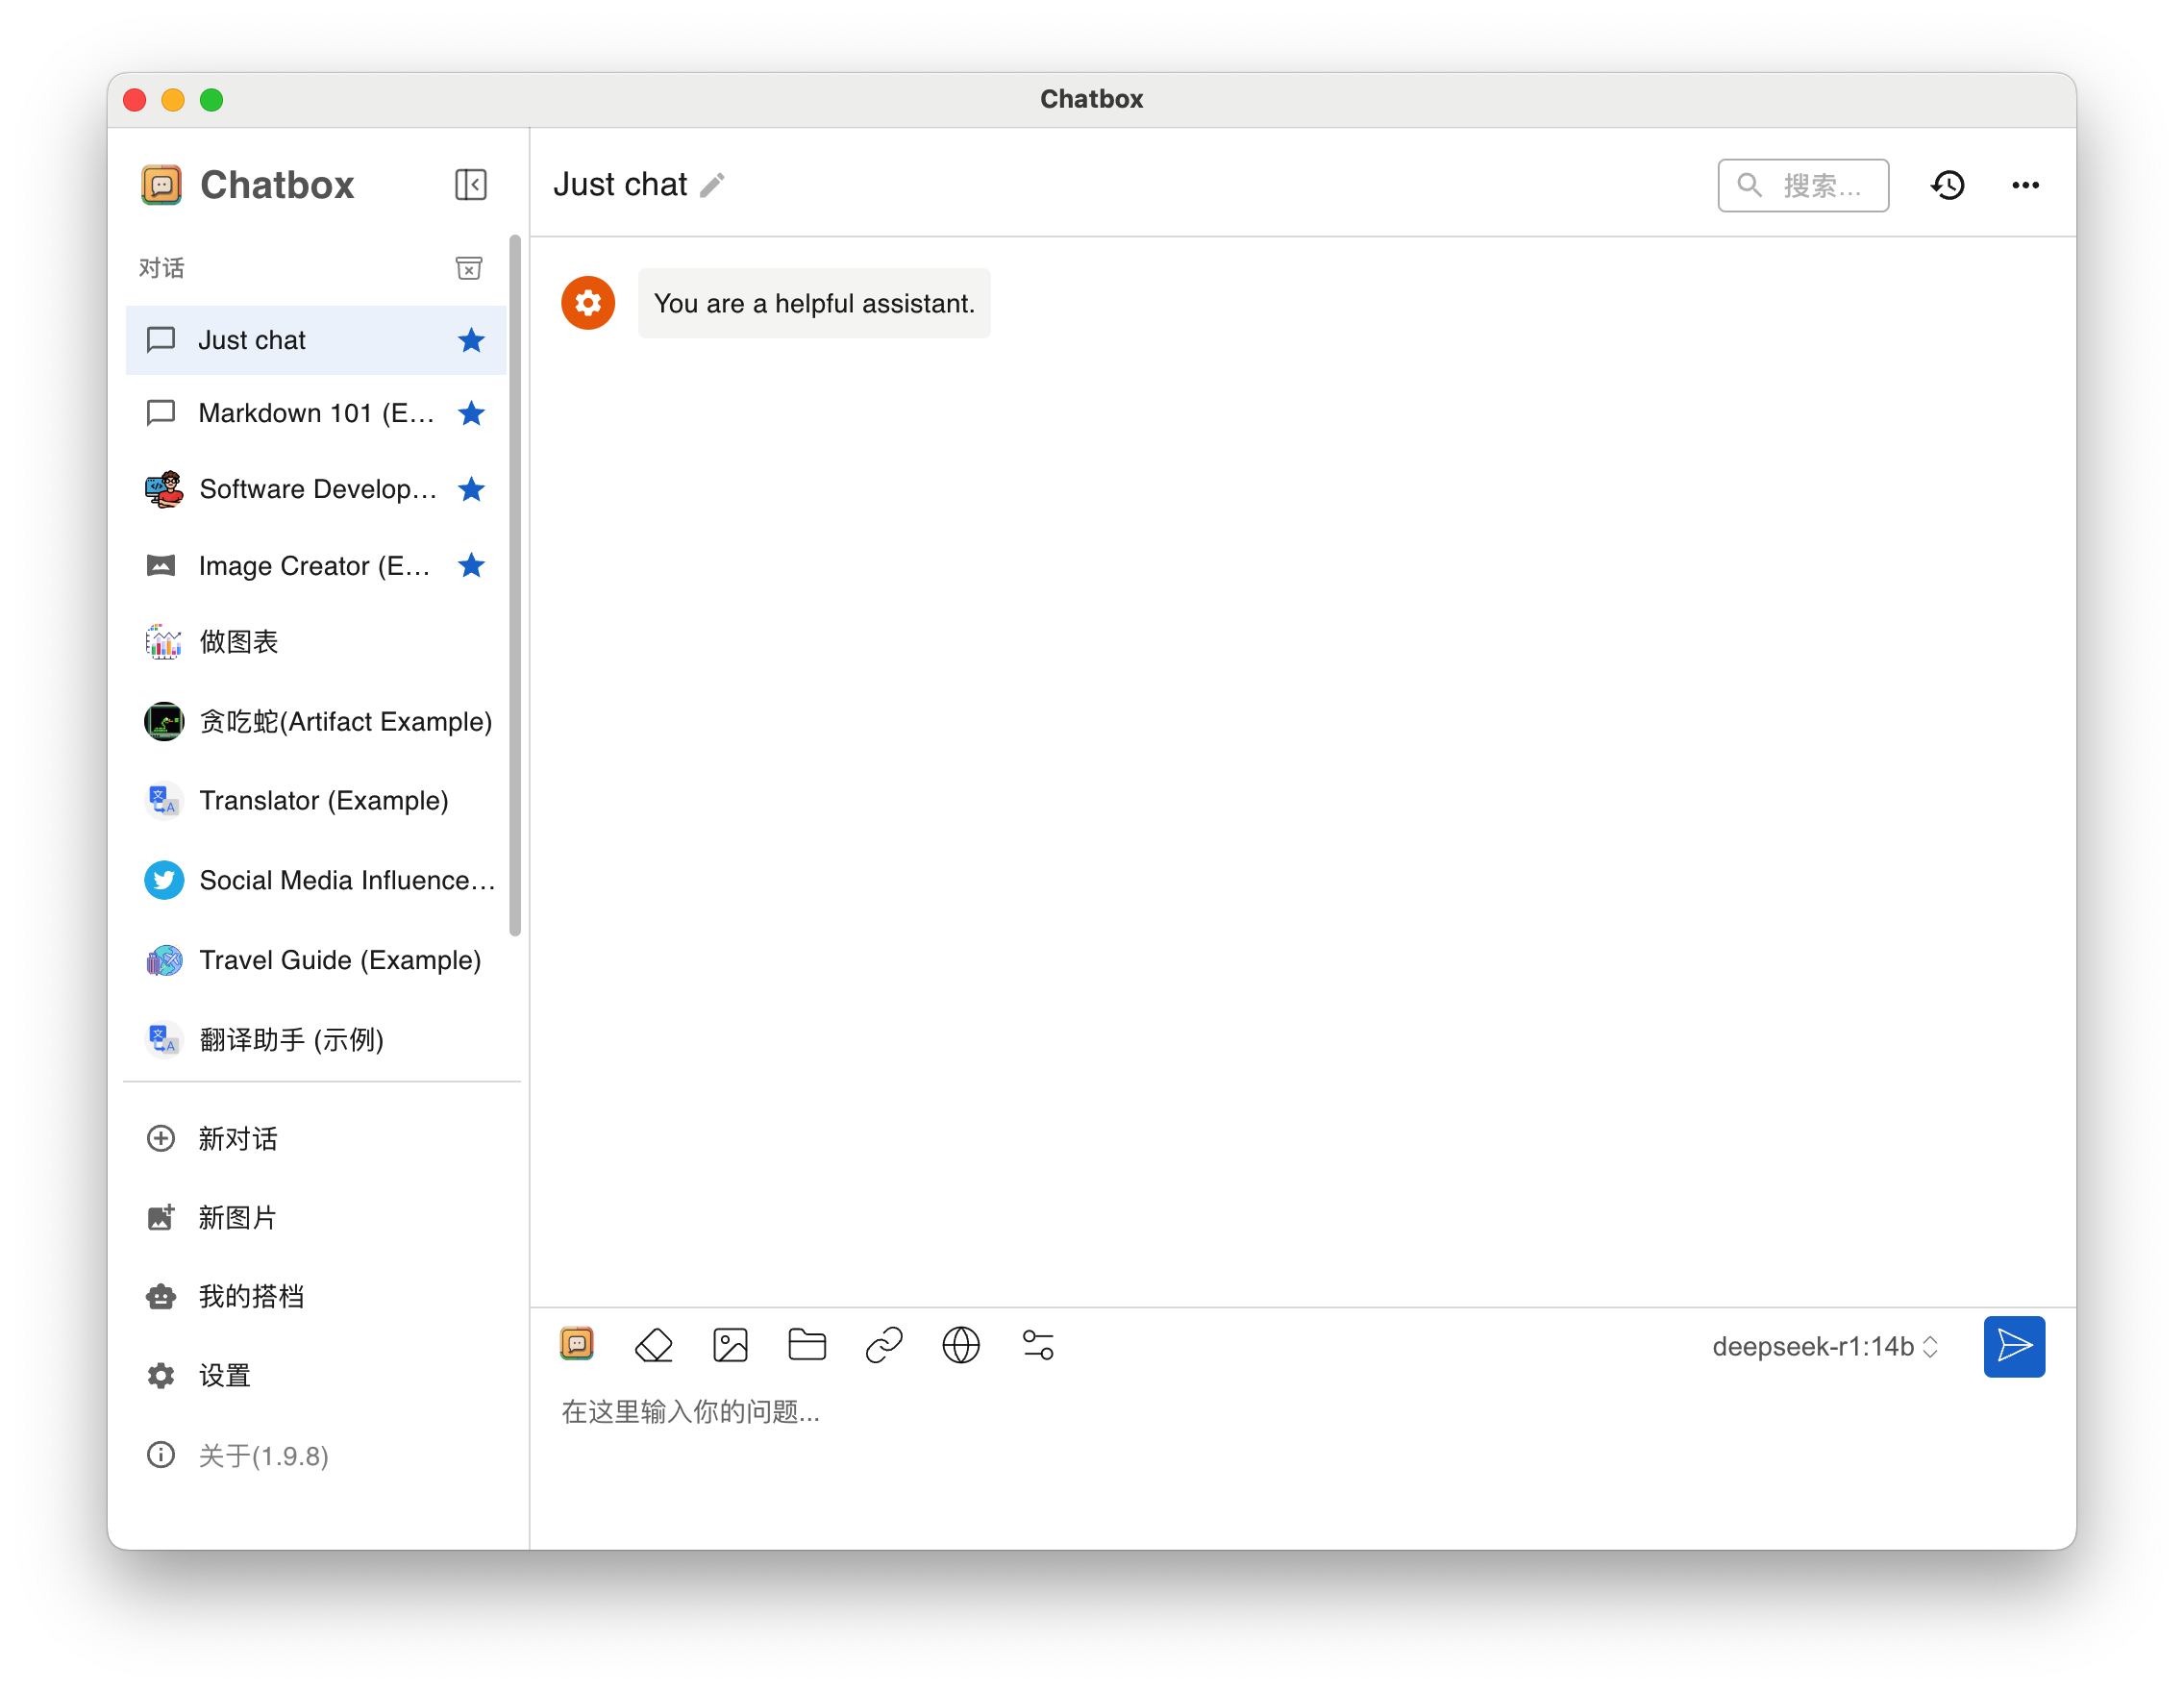 Chatbox
Chatbox
对话
Just chat
Markdown 101 (E...
Software Develop...
Image Creator (E...
做图表
贪吃蛇(Artifact Example)
Translator (Example)
Social Media Influence...
Travel Guide (Example)
翻译助手 (示例)
新对话
新图片
我的搭档
设置
关于(1.9.8)
Just chat
搜索...
You are a helpful assistant.
deepseek-r1:14b
在这里输入你的问题...